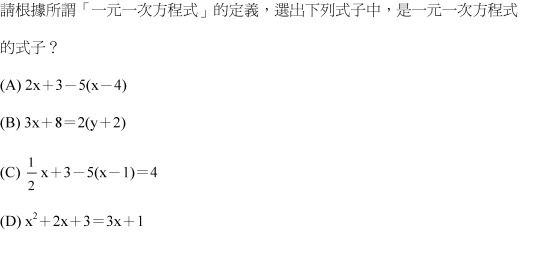 請根據所謂「一元一次方程式」的定義，選出下列式子中，是一元一次方程式
的式子？
(A) 2x＋3－5(x－4)
(B) 3x＋8＝2(y＋2)
(C) 1/2 x＋3－5(x－1)＝4
(D) x²＋2x＋3＝3x＋1